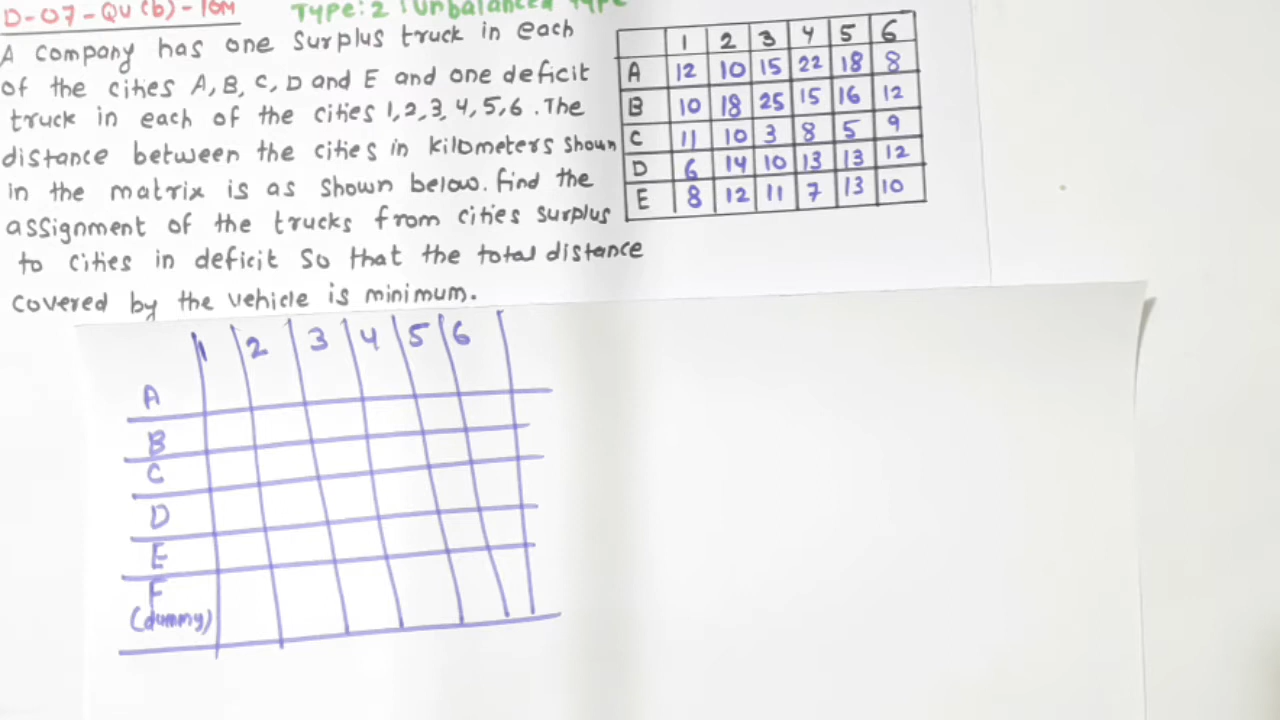 D-07-QU(b)-10M
Type:2 :Unbalanced Type
A company has one surplus truck in each
of the cities A, B, C, D and E and one deficit
truck in each of the cities 1,2,3, 4, 5, 6. The
distance between the cities in kilometers shown
in the matrix is as shown below. find the
assignment of the trucks from cities surplus
to cities in deficit so that the total distance
covered by the vehicle is minimum.
1 2 3 4 5 6
A 12 10 15 22 18 8
B 10 18 25 15 16 12
C 11 10 3 8 5 9
D 6 14 10 13 13 12
E 8 12 11 7 13 10
1 2 3 4 5 6
A
B
C
D
E
F
(dummy)